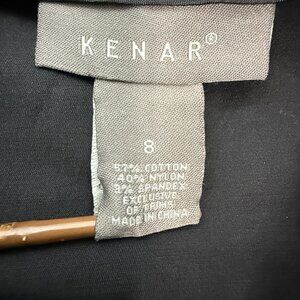 KENAR®
8
57% COTTON
40% NYLON
3% SPANDEX
EXCLUSIVE
OF TRIMS
MADE IN CHINA